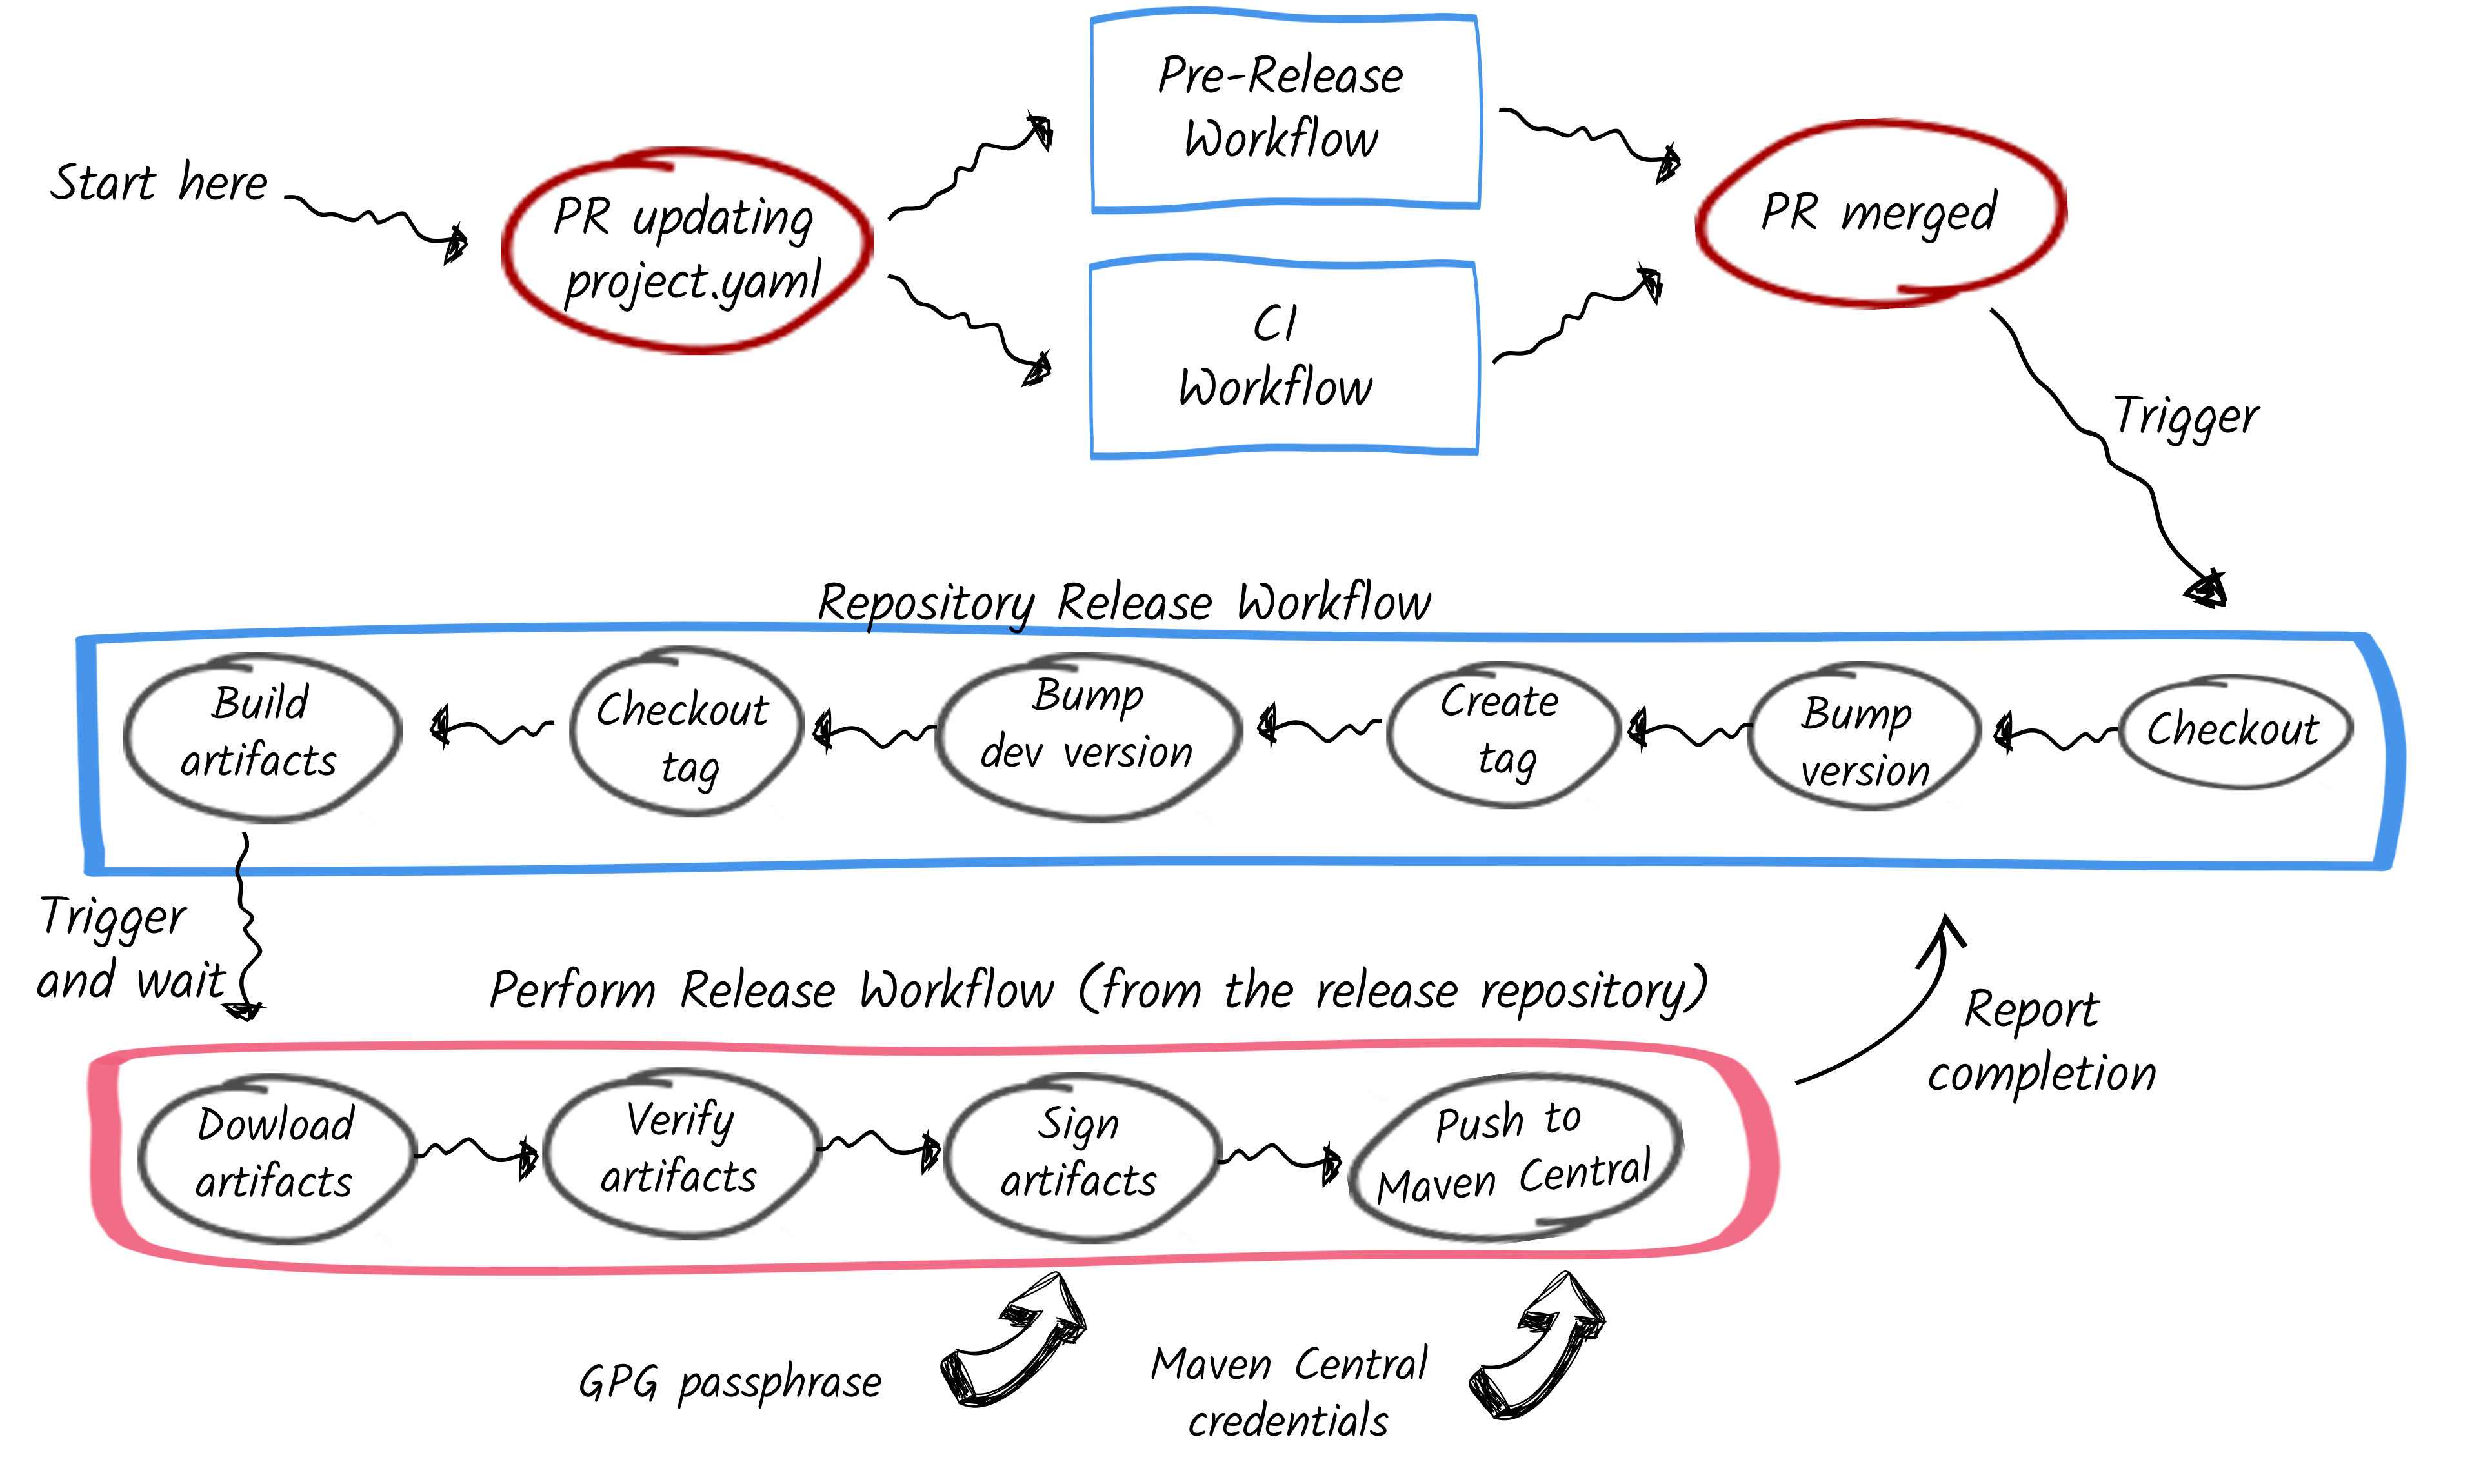 Start here
PR updating
project.yaml
Pre-Release
Workflow
CI
Workflow
PR merged
Trigger
Repository Release Workflow
Build
artifacts
Checkout
tag
Bump
dev version
Create
tag
Bump
version
Checkout
Trigger
and wait
Perform Release Workflow (from the release repository)
Report
completion
Dowload
artifacts
Verify
artifacts
Sign
artifacts
Push to
Maven Central
GPG passphrase
Maven Central
credentials